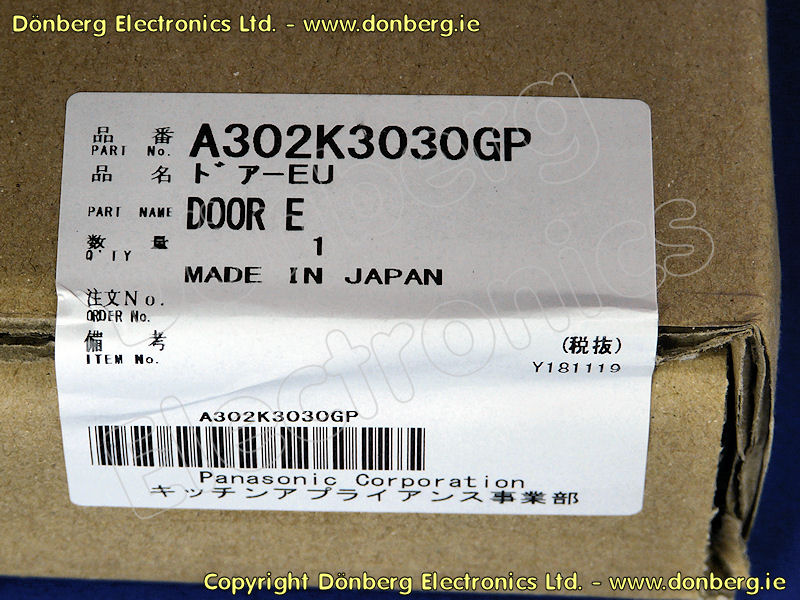 Dönberg Electronics Ltd. - www.donberg.ie
品 番 A302K3030GP
PART No.
品 名 ドアーEU
PART NAME DOOR E
数 量 1
Q'TY
MADE IN JAPAN
注文No.
ORDER No.
備 考 (税抜)
ITEM No. Y181119
A302K3030GP
Panasonic Corporation
キッチンアプライアンス事業部
Donberg
Electronics
Copyright Dönberg Electronics Ltd. - www.donberg.ie